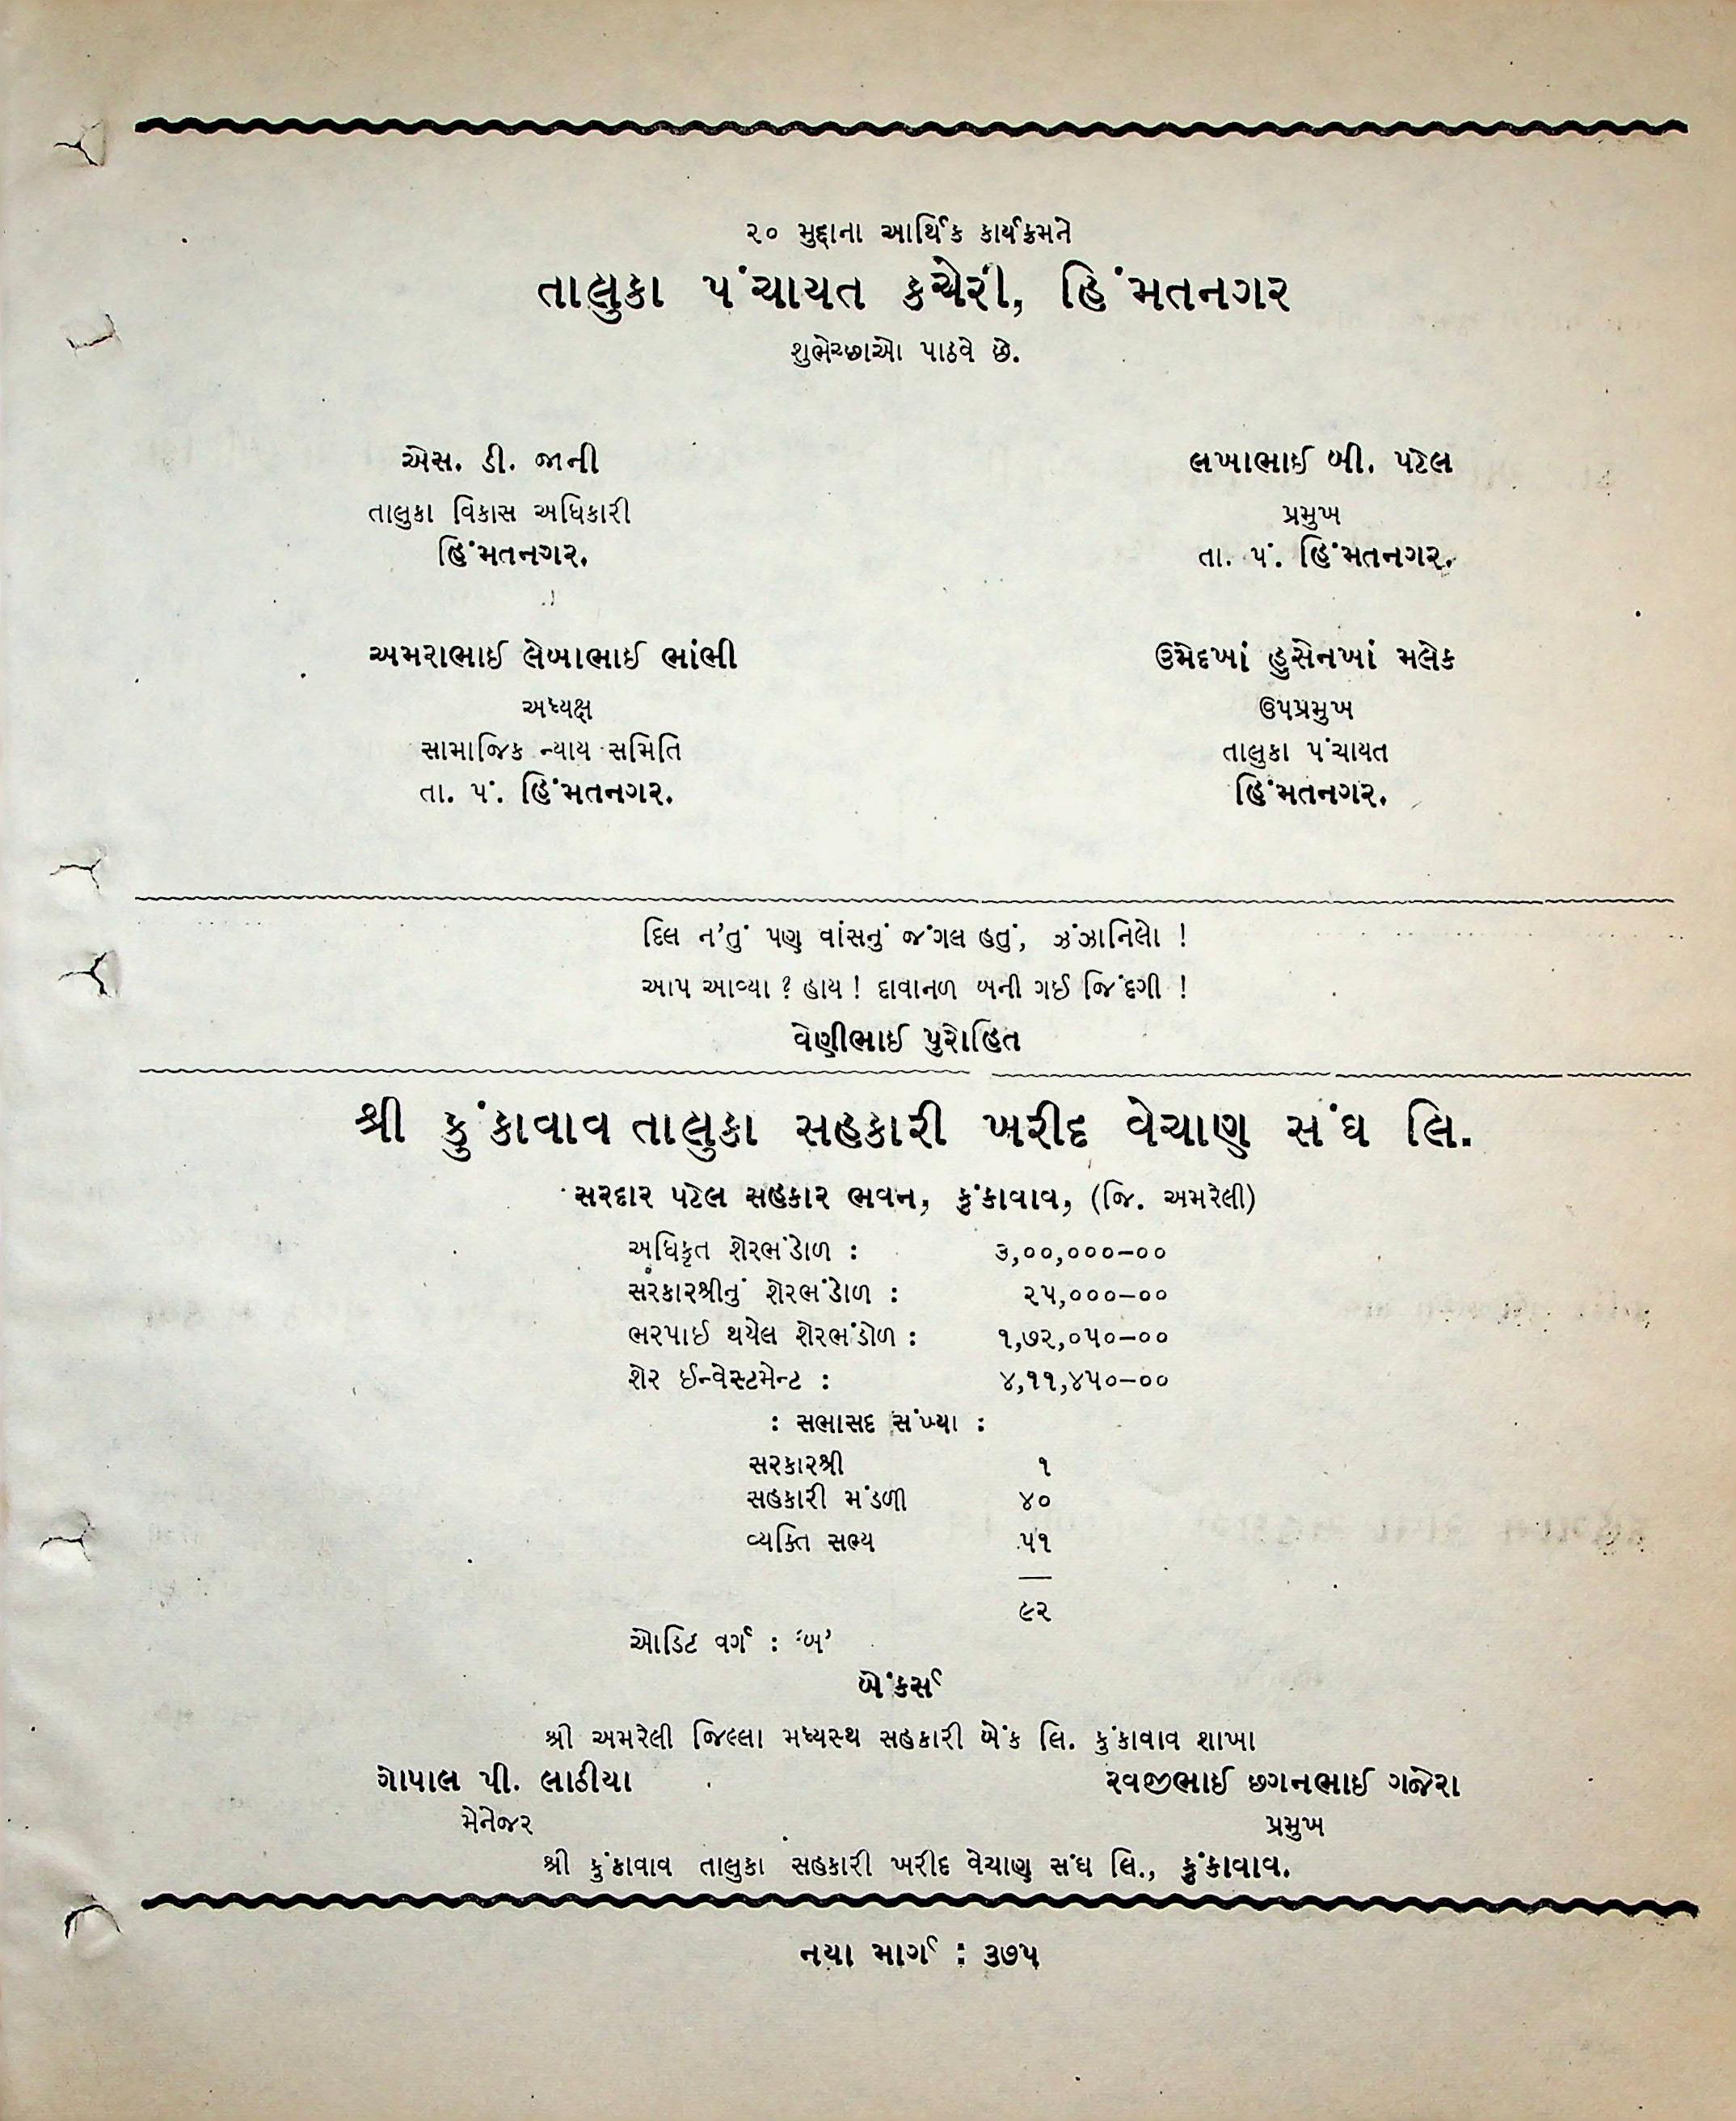 ૨૦ મુદ્દાના આર્થિક કાર્યક્રમને
તાલુકા પંચાયત કચેરી, હિંમતનગર
શુભેચ્છાઓ પાઠવે છે.
એસ. ડી. જાની
તાલુકા વિકાસ અધિકારી
હિંમતનગર.
લખાભાઈ બી. પટેલ
પ્રમુખ
તા. પં. હિંમતનગર.
અમરાભાઈ લેબાભાઈ ભાંભી
અધ્યક્ષ
સામાજિક ન્યાય સમિતિ
તા. પં. હિંમતનગર.
ઉમેદખાં હુસેનખાં મલેક
ઉપપ્રમુખ
તાલુકા પંચાયત
હિંમતનગર.
દિલ ન’તું પણ વાંસનું જંગલ હતું, ઝંઝાનિલો !
આપ આવ્યા ? હાય ! દાવાનળ બની ગઈ જિંદગી !
વેણીભાઈ પુરોહિત
શ્રી કુંકાવાવ તાલુકા સહકારી ખરીદ વેચાણ સંઘ લિ.
સરદાર પટેલ સહકાર ભવન, કુંકાવાવ, (જિ. અમરેલી)
અધિકૃત શેરભંડોળ : ૩,૦૦,૦૦૦–૦૦
સરકારશ્રીનું શેરભંડોળ : ૨૫,૦૦૦–૦૦
ભરપાઈ થયેલ શેરભંડોળ : ૧,૭૨,૦૫૦–૦૦
શેર ઈન્વેસ્ટમેન્ટ : ૪,૧૧,૪૫૦–૦૦
: સભાસદ સંખ્યા :
સરકારશ્રી ૧
સહકારી મંડળી ૪૦
વ્યક્તિ સભ્ય ૫૧
૯૨
ઓડિટ વર્ગ : ‘બ’
બેંકર્સ
શ્રી અમરેલી જિલ્લા મધ્યસ્થ સહકારી બેંક લિ. કુંકાવાવ શાખા
ગોપાલ પી. લાઠીયા
મેનેજર
રવજીભાઈ છગનભાઈ ગજેરા
પ્રમુખ
શ્રી કુંકાવાવ તાલુકા સહકારી ખરીદ વેચાણ સંઘ લિ., કુંકાવાવ.
નયા માર્ગ : ૩૭૫